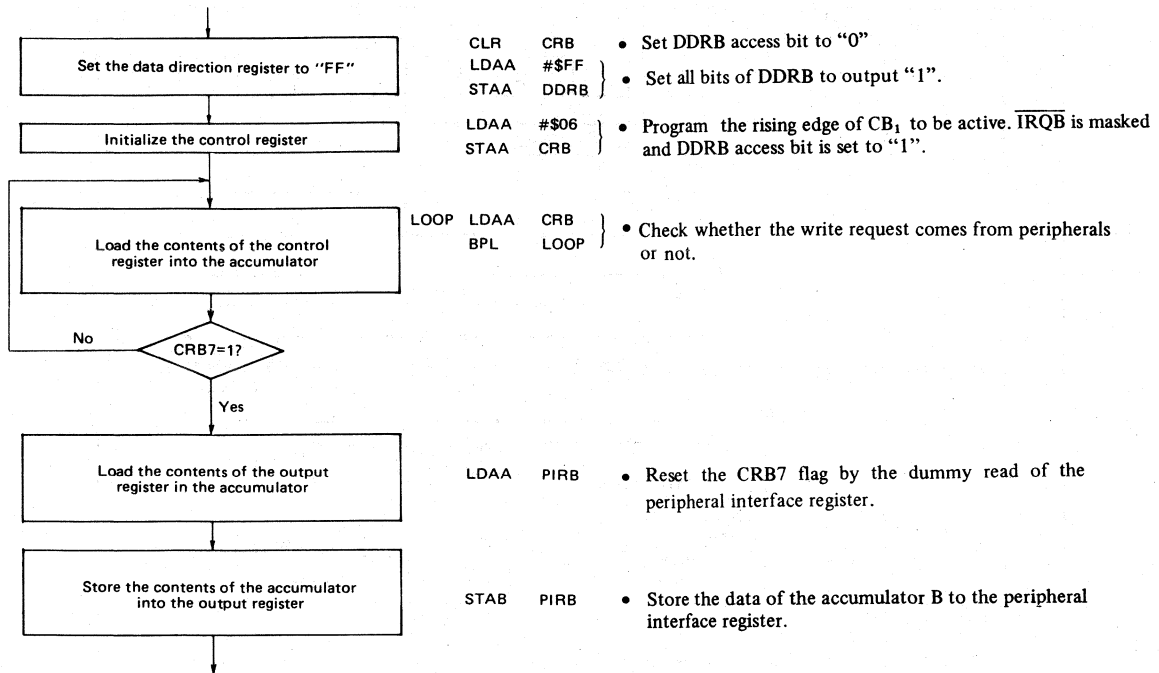 Set the data direction register to "FF"
CLR CRB • Set DDRB access bit to “0”
LDAA #$FF
STAA DDRB
• Set all bits of DDRB to output “1”.
Initialize the control register
LDAA #$06
STAA CRB
• Program the rising edge of CB₁ to be active. I̅R̅Q̅B̅ is masked
and DDRB access bit is set to “1”.
Load the contents of the control
register into the accumulator
LOOP LDAA CRB
BPL LOOP
• Check whether the write request comes from peripherals
or not.
No
CRB7=1?
Yes
Load the contents of the output
register in the accumulator
LDAA PIRB • Reset the CRB7 flag by the dummy read of the
peripheral interface register.
Store the contents of the accumulator
into the output register
STAB PIRB • Store the data of the accumulator B to the peripheral
interface register.